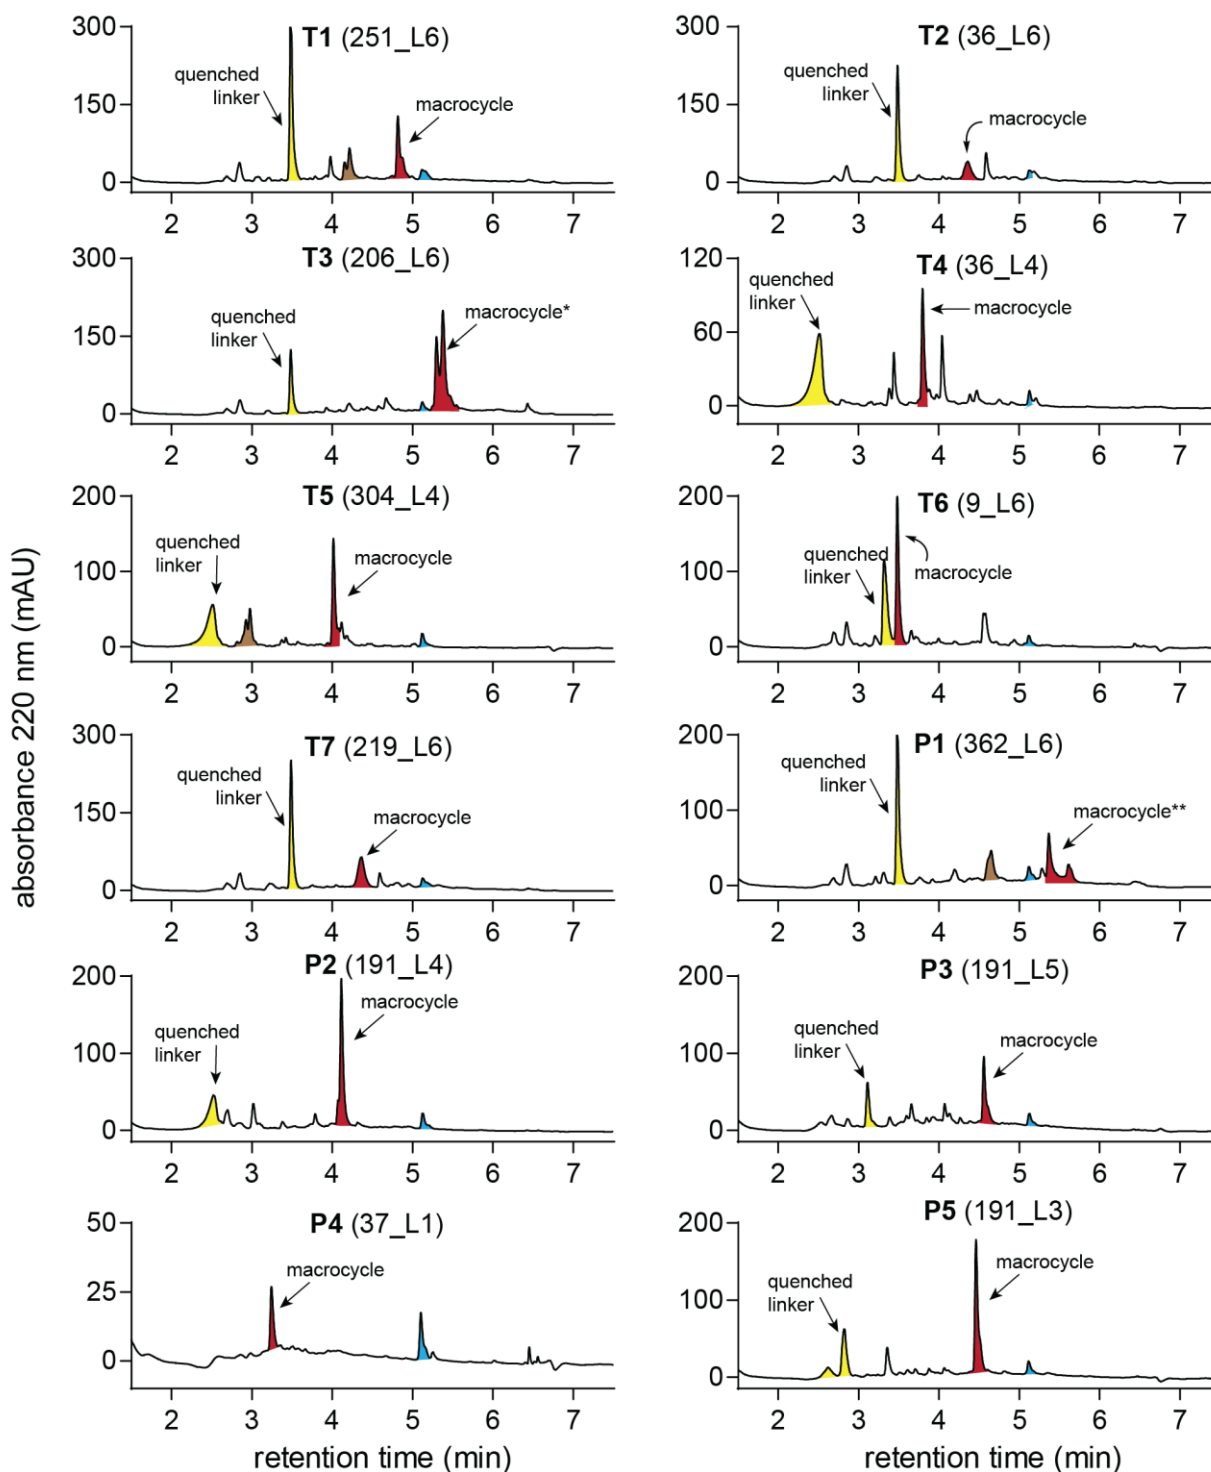 absorbance 220 nm (mAU)
T1 (251_L6)
300
150
0
quenched
linker
macrocycle
2 3 4 5 6 7
T2 (36_L6)
300
150
0
quenched
linker
macrocycle
2 3 4 5 6 7
T3 (206_L6)
300
150
0
quenched
linker
macrocycle*
2 3 4 5 6 7
T4 (36_L4)
120
60
0
quenched
linker
macrocycle
2 3 4 5 6 7
T5 (304_L4)
200
100
0
quenched
linker
macrocycle
2 3 4 5 6 7
T6 (9_L6)
200
100
0
quenched
linker
macrocycle
2 3 4 5 6 7
T7 (219_L6)
300
150
0
quenched
linker
macrocycle
2 3 4 5 6 7
P1 (362_L6)
200
100
0
quenched
linker
macrocycle**
2 3 4 5 6 7
P2 (191_L4)
200
100
0
quenched
linker
macrocycle
2 3 4 5 6 7
P3 (191_L5)
200
100
0
quenched
linker
macrocycle
2 3 4 5 6 7
P4 (37_L1)
50
25
0
macrocycle
2 3 4 5 6 7
retention time (min)
P5 (191_L3)
200
100
0
quenched
linker
macrocycle
2 3 4 5 6 7
retention time (min)